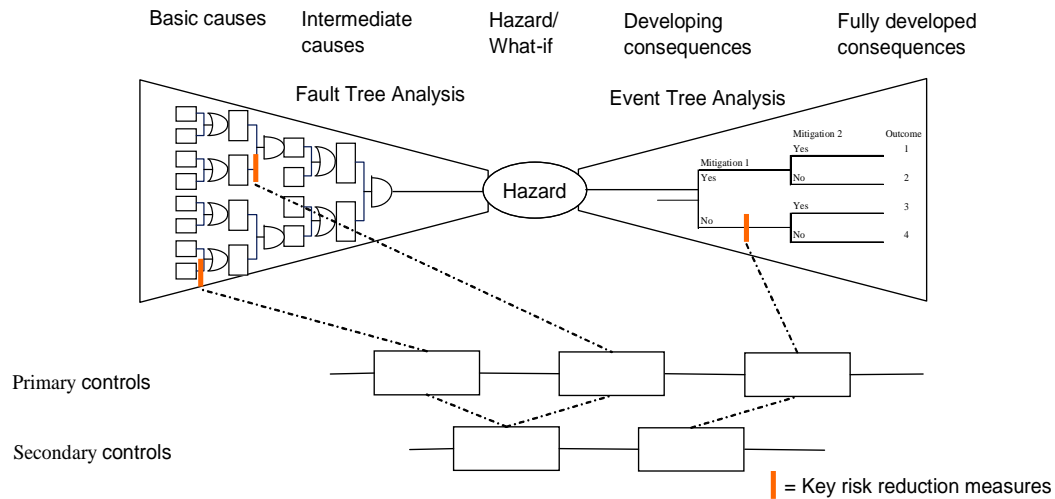 Basic causes
Intermediate
causes
Hazard/
What-if
Developing
consequences
Fully developed
consequences
Fault Tree Analysis
Event Tree Analysis
Mitigation 2
Outcome
Mitigation 1
Yes
1
Yes
No
2
Hazard
Yes
3
No
No
4
Primary controls
Secondary controls
= Key risk reduction measures